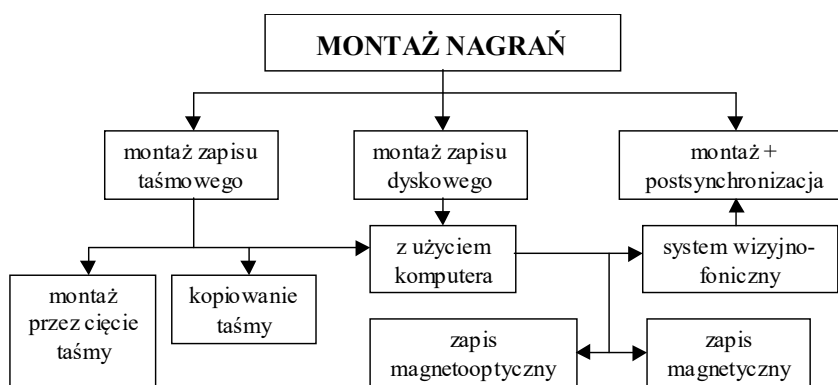 MONTAŻ NAGRAŃ
montaż zapisu
taśmowego
montaż zapisu
dyskowego
montaż +
postsynchronizacja
z użyciem
komputera
system wizyjno-
foniczny
montaż
przez cięcie
taśmy
kopiowanie
taśmy
zapis
magnetooptyczny
zapis
magnetyczny